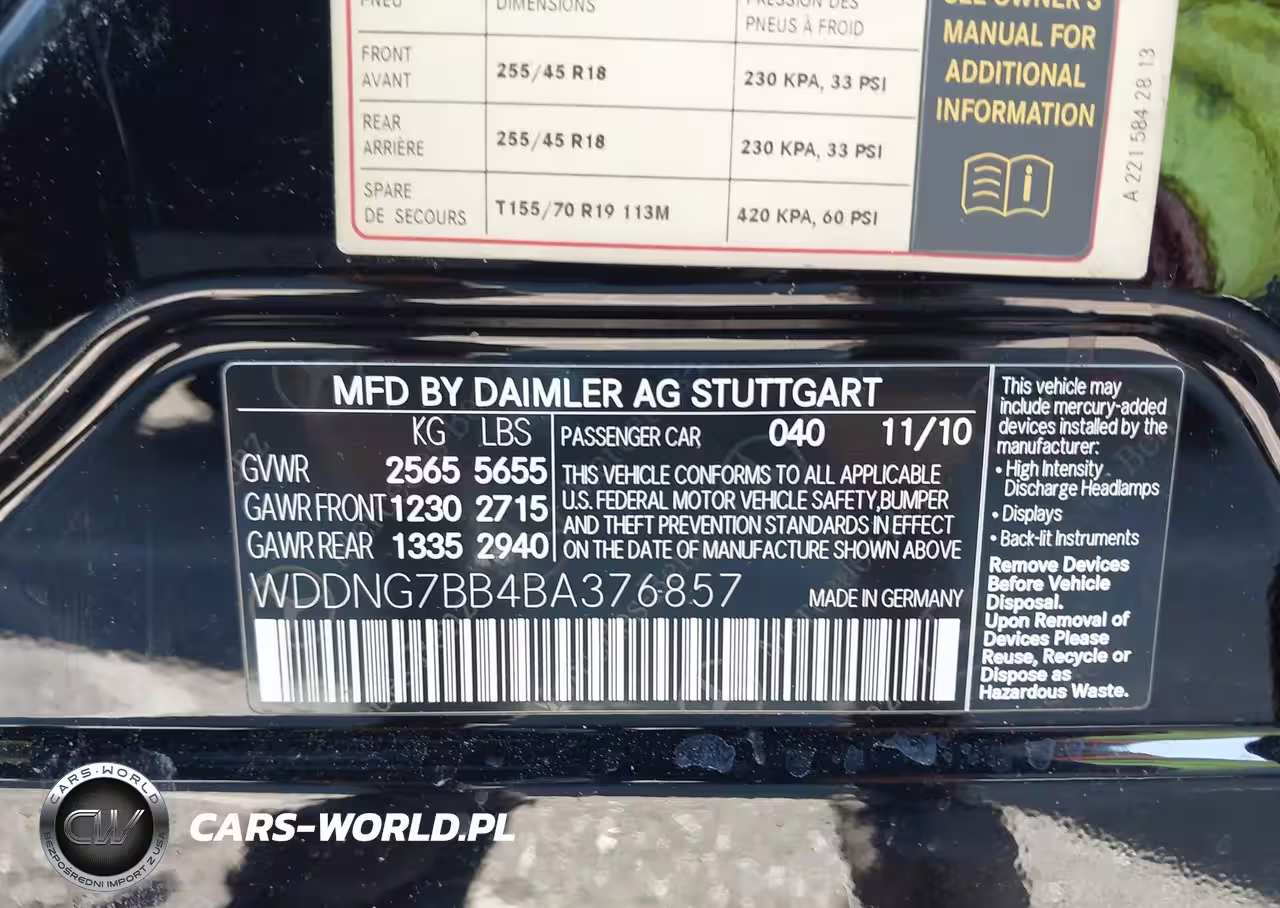 PNEU DIMENSIONS PRESSION DES
PNEUS À FROID
FRONT
AVANT 255/45 R18 230 KPA, 33 PSI
REAR
ARRIÈRE 255/45 R18 230 KPA, 33 PSI
SPARE
DE SECOURS T155/70 R19 113M 420 KPA, 60 PSI
SEE OWNER'S
MANUAL FOR
ADDITIONAL
INFORMATION
A 221 584 28 13
MFD BY DAIMLER AG STUTTGART
KG LBS
GVWR 2565 5655
GAWR FRONT 1230 2715
GAWR REAR 1335 2940
PASSENGER CAR, 040 11/10
THIS VEHICLE CONFORMS TO ALL APPLICABLE
U.S. FEDERAL MOTOR VEHICLE SAFETY,BUMPER
AND THEFT PREVENTION STANDARDS IN EFFECT
ON THE DATE OF MANUFACTURE SHOWN ABOVE
WDDNG7BB4BA376857
MADE IN GERMANY
This vehicle may
include mercury-added
devices installed by the
manufacturer:
• High Intensity
Discharge Headlamps
• Displays
• Back-lit Instruments
Remove Devices
Before Vehicle
Disposal.
Upon Removal of
Devices Please
Reuse, Recycle or
Dispose as
Hazardous Waste.
CARS-WORLD
CW
BEZPOŚREDNI IMPORT Z USA
CARS-WORLD.PL